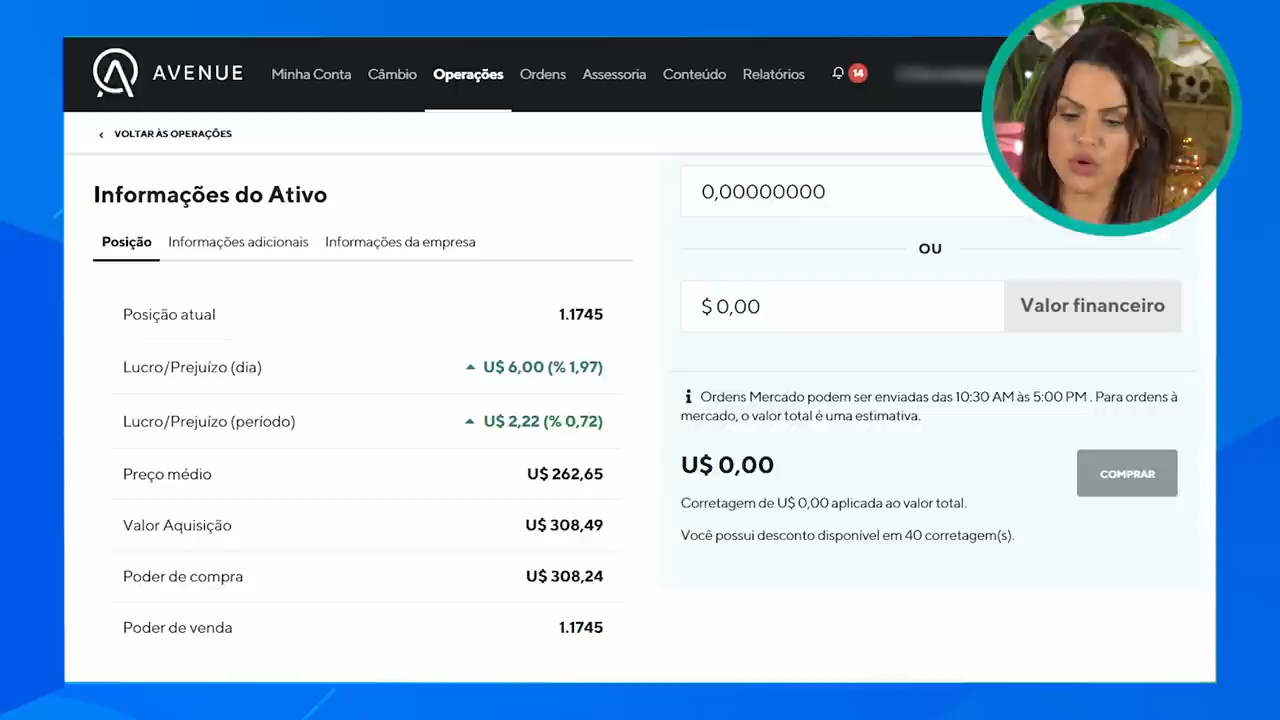 AVENUE
Minha Conta Câmbio Operações Ordens Assessoria Conteúdo Relatórios 14
‹ VOLTAR ÀS OPERAÇÕES
Informações do Ativo
Posição Informações adicionais Informações da empresa
Posição atual 1.1745
Lucro/Prejuízo (dia) U$ 6,00 (% 1,97)
Lucro/Prejuízo (período) U$ 2,22 (% 0,72)
Preço médio U$ 262,65
Valor Aquisição U$ 308,49
Poder de compra U$ 308,24
Poder de venda 1.1745
0,00000000
OU
$ 0,00 Valor financeiro
Ordens Mercado podem ser enviadas das 10:30 AM às 5:00 PM . Para ordens à
mercado, o valor total é uma estimativa.
U$ 0,00
COMPRAR
Corretagem de U$ 0,00 aplicada ao valor total.
Você possui desconto disponível em 40 corretagem(s).